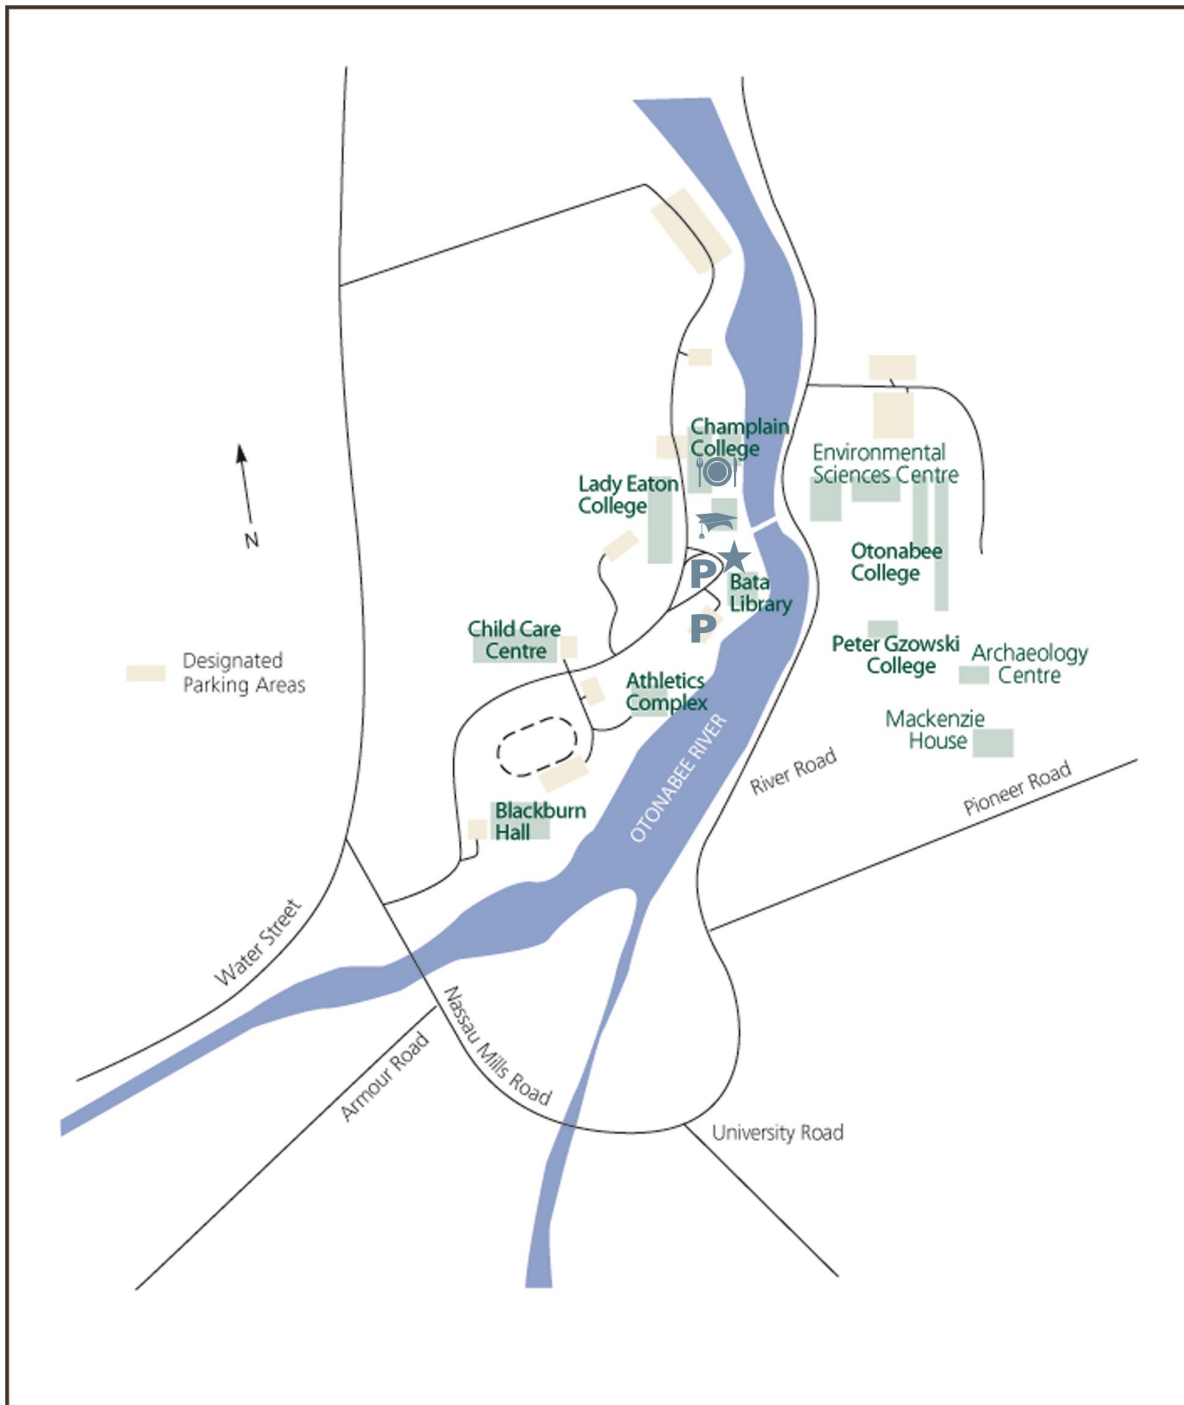 Champlain
College
Environmental
Sciences Centre
Lady Eaton
College
N
Otonabee
College
P
Bata
Library
P
Child Care
Centre
Peter Gzowski
College
Archaeology
Centre
Designated
Parking Areas
Athletics
Complex
Mackenzie
House
OTONABEE RIVER
River Road
Pioneer Road
Blackburn
Hall
Water Street
Nassau Mills Road
Armour Road
University Road